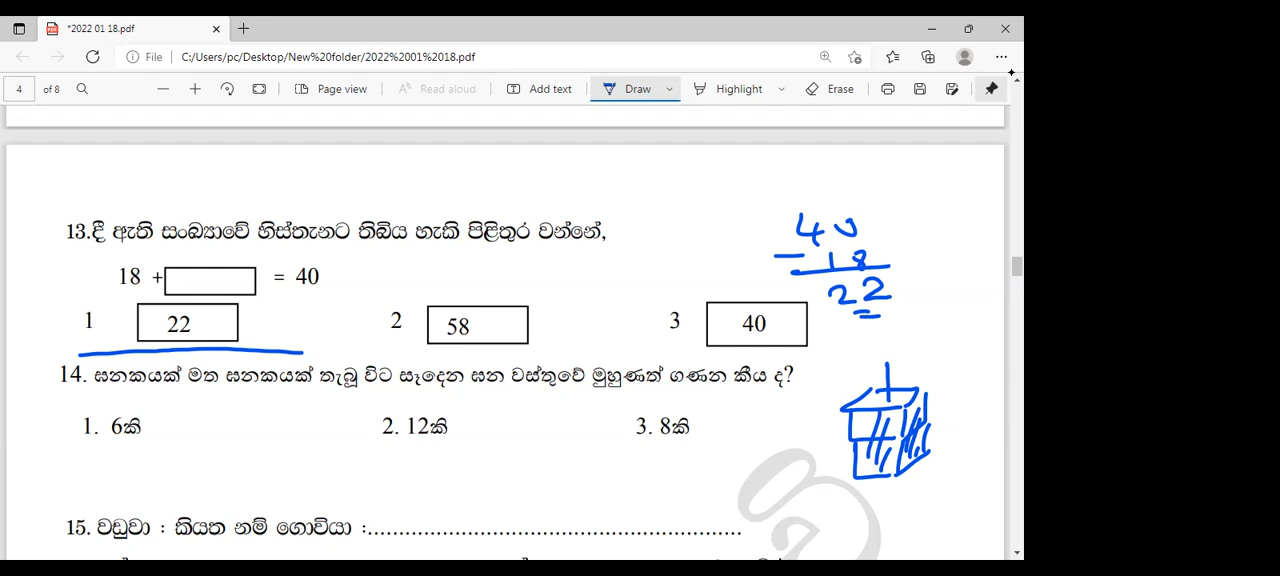 *2022 01 18.pdf
File C:/Users/pc/Desktop/New%20folder/2022%2001%2018.pdf
4 of 8 Page view Read aloud Add text Draw Highlight Erase
13.දී ඇති සංඛ්‍යාවේ හිස්තැනට තිබිය හැකි පිළිතුර වන්නේ,
18 + = 40
1 22 2 58 3 40
40
- 18
22
14. ඝනකයක් මත ඝනකයක් තැබූ විට සෑදෙන ඝන වස්තුවේ මුහුණත් ගණන කීය ද?
1. 6කි 2. 12කි 3. 8කි
15. වඩුවා : කියත නම් ගොවියා :..........................................................